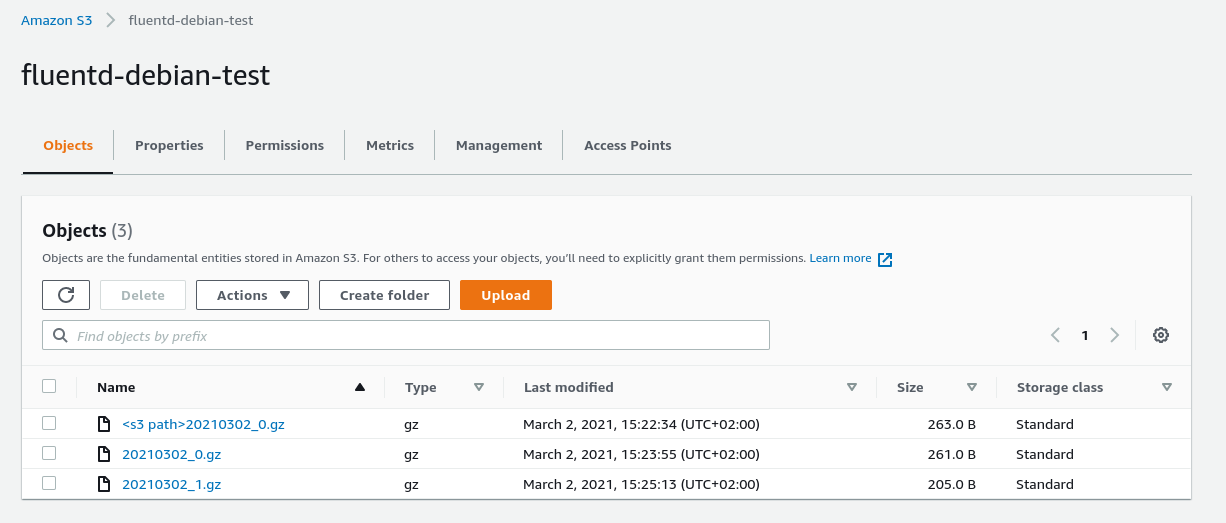 Amazon S3 fluentd-debian-test
fluentd-debian-test
Objects Properties Permissions Metrics Management Access Points
Objects (3)
Objects are the fundamental entities stored in Amazon S3. For others to access your objects, you'll need to explicitly grant them permissions. Learn more
Delete Actions Create folder Upload
Find objects by prefix 1
Name Type Last modified Size Storage class
<s3 path>20210302_0.gz gz March 2, 2021, 15:22:34 (UTC+02:00) 263.0 B Standard
20210302_0.gz gz March 2, 2021, 15:23:55 (UTC+02:00) 261.0 B Standard
20210302_1.gz gz March 2, 2021, 15:25:13 (UTC+02:00) 205.0 B Standard